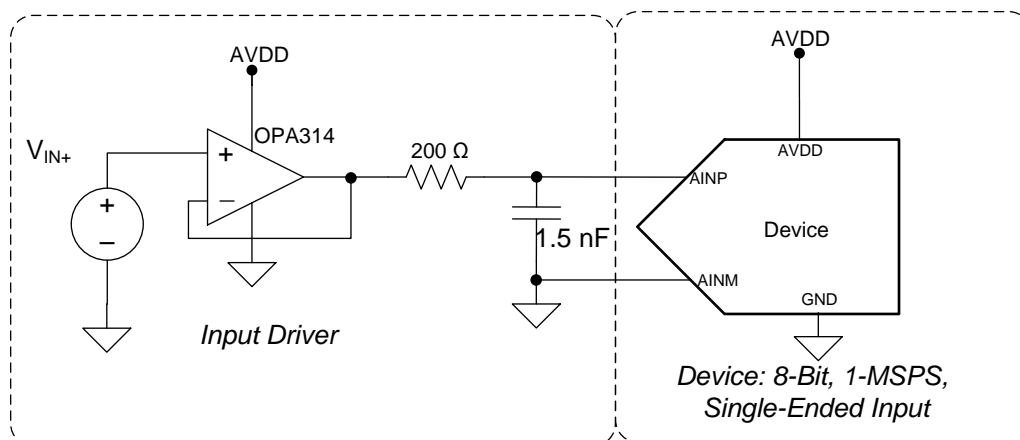 AVDD
OPA314
VIN+
+
−
+
−
200 Ω
1.5 nF
Input Driver
AVDD
AVDD
AINP
Device
AINM
GND
Device: 8-Bit, 1-MSPS,
Single-Ended Input